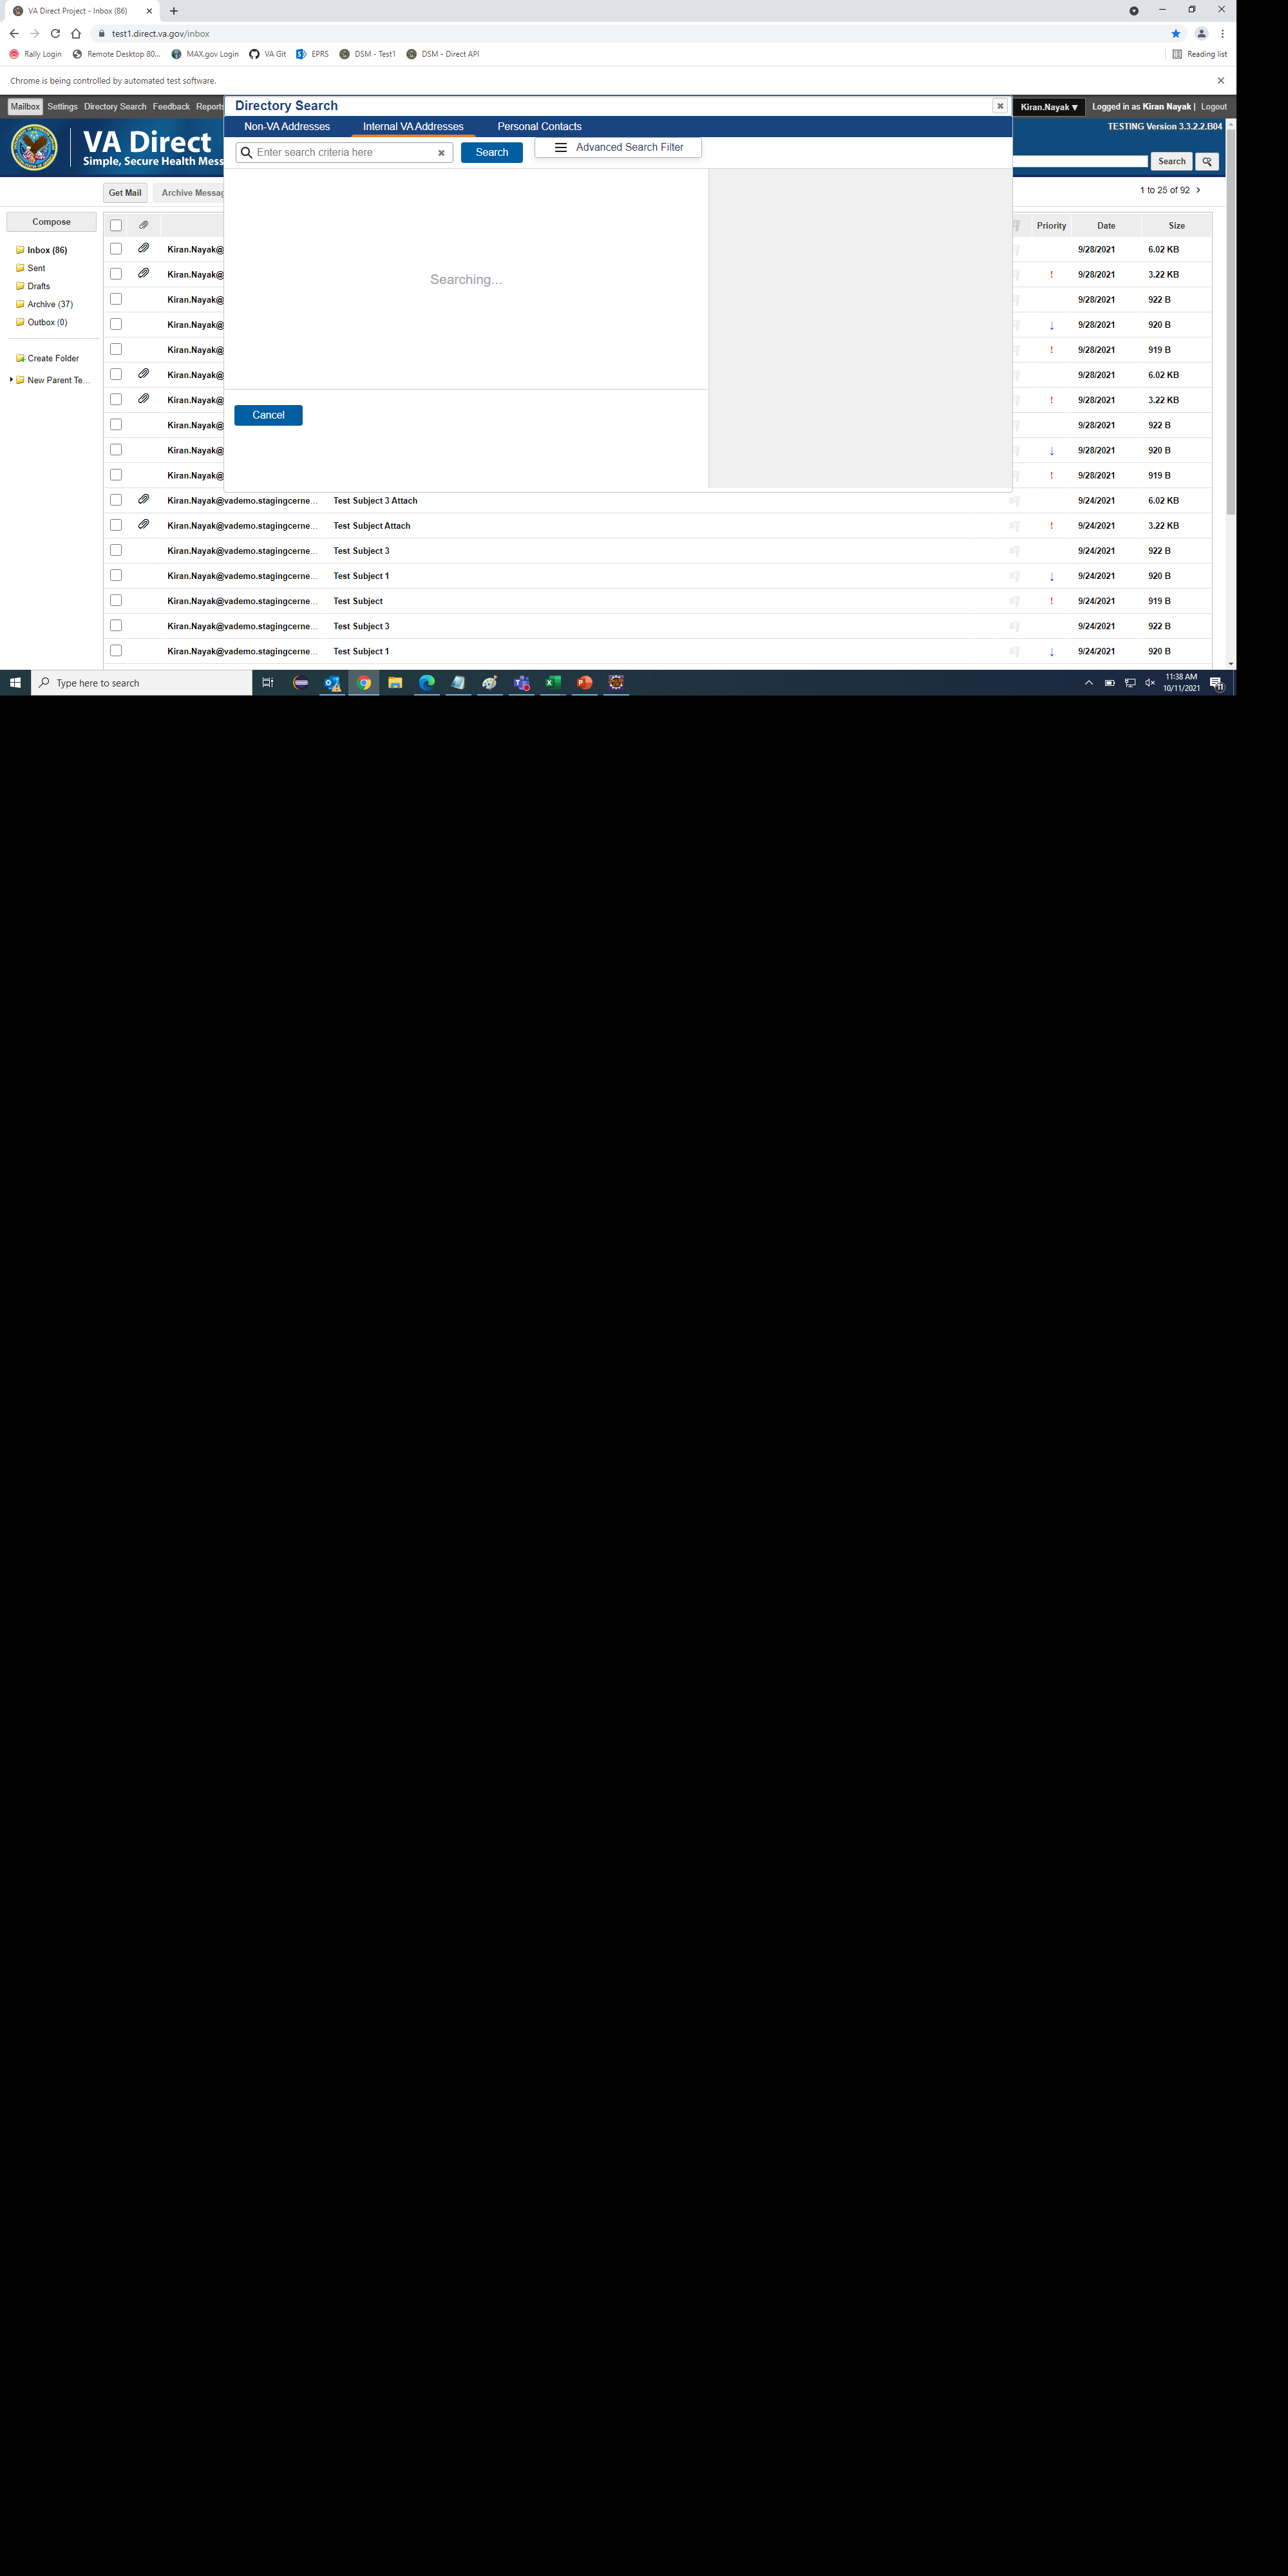 VA Direct Project - Inbox (86)
test1.direct.va.gov/inbox
Rally Login Remote Desktop 80... MAX.gov Login VA Git EPRS DSM - Test1 DSM - Direct API Reading list
Chrome is being controlled by automated test software.
Mailbox Settings Directory Search Feedback Report
Kiran.Nayak ▼ Logged in as Kiran Nayak | Logout
Directory Search
Non-VA Addresses Internal VA Addresses Personal Contacts
TESTING Version 3.3.2.2.B04
VA Direct
Simple, Secure Health Mess
Enter search criteria here Search Advanced Search Filter
Search
Get Mail Archive Messag 1 to 25 of 92 >
Compose
Priority Date Size
Inbox (86)
Sent
Drafts
Archive (37)
Outbox (0)
Create Folder
New Parent Te...
Searching...
Cancel
Kiran.Nayak@ 9/28/2021 6.02 KB
Kiran.Nayak@ ! 9/28/2021 3.22 KB
Kiran.Nayak@ 9/28/2021 922 B
Kiran.Nayak@ ↓ 9/28/2021 920 B
Kiran.Nayak@ ! 9/28/2021 919 B
Kiran.Nayak@ 9/28/2021 6.02 KB
Kiran.Nayak@ ! 9/28/2021 3.22 KB
Kiran.Nayak@ 9/28/2021 922 B
Kiran.Nayak@ ↓ 9/28/2021 920 B
Kiran.Nayak@ ! 9/28/2021 919 B
Kiran.Nayak@vademo.stagingcerne... Test Subject 3 Attach 9/24/2021 6.02 KB
Kiran.Nayak@vademo.stagingcerne... Test Subject Attach ! 9/24/2021 3.22 KB
Kiran.Nayak@vademo.stagingcerne... Test Subject 3 9/24/2021 922 B
Kiran.Nayak@vademo.stagingcerne... Test Subject 1 ↓ 9/24/2021 920 B
Kiran.Nayak@vademo.stagingcerne... Test Subject ! 9/24/2021 919 B
Kiran.Nayak@vademo.stagingcerne... Test Subject 3 9/24/2021 922 B
Kiran.Nayak@vademo.stagingcerne... Test Subject 1 ↓ 9/24/2021 920 B
Type here to search
11:38 AM
10/11/2021